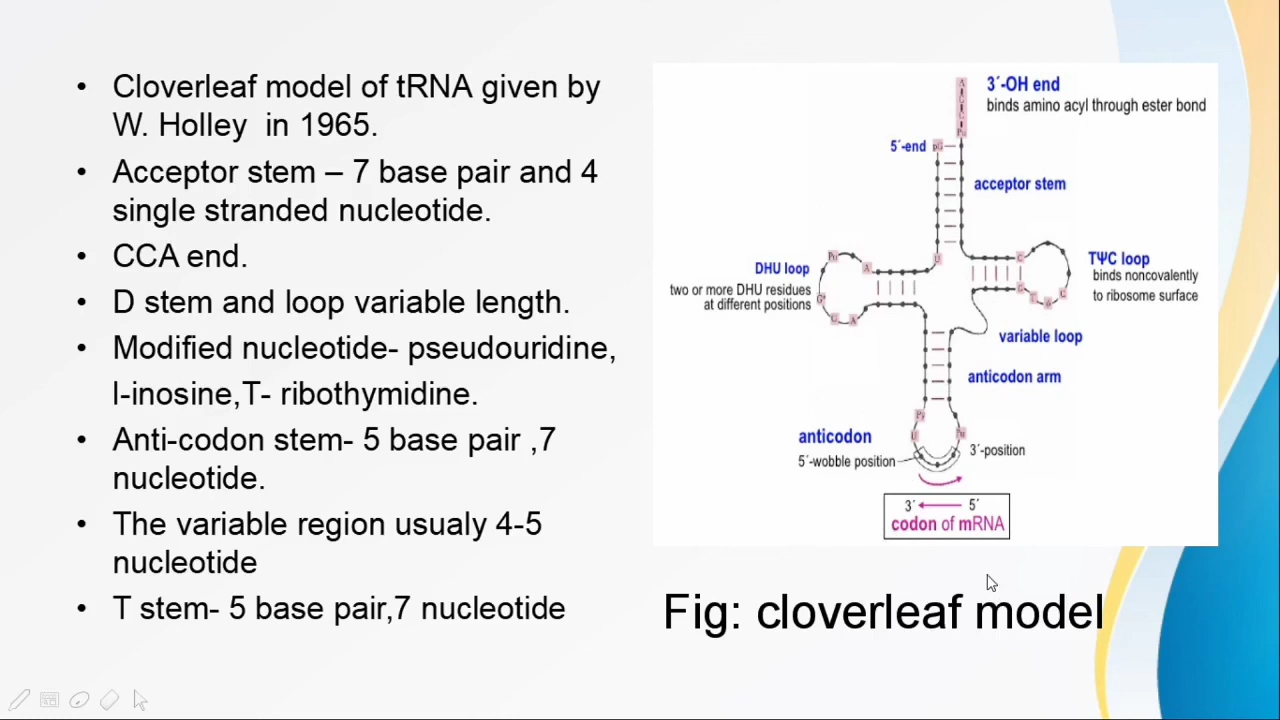 • Cloverleaf model of tRNA given by
W. Holley in 1965.
• Acceptor stem – 7 base pair and 4
single stranded nucleotide.
• CCA end.
• D stem and loop variable length.
• Modified nucleotide- pseudouridine,
I-inosine,T- ribothymidine.
• Anti-codon stem- 5 base pair ,7
nucleotide.
• The variable region usualy 4-5
nucleotide
• T stem- 5 base pair,7 nucleotide
3´-OH end
binds amino acyl through ester bond
5´-end
pG
acceptor stem
U
DHU loop
two or more DHU residues
at different positions
Pu
A
G
A
TΨC loop
binds noncovalently
to ribosome surface
C
G
T
C
variable loop
anticodon arm
Py
U
Pu
anticodon
5´-wobble position
3´-position
3´ 5´
codon of mRNA
Fig: cloverleaf model